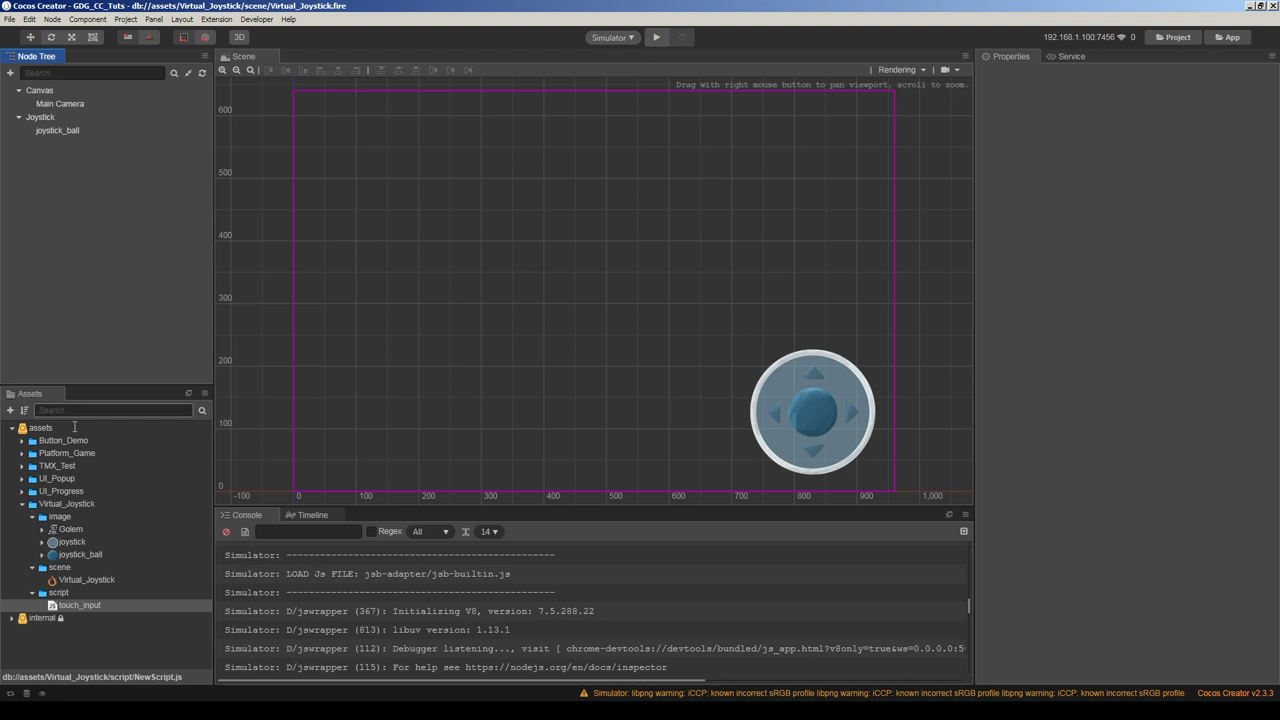 Cocos Creator - GDG_CC_Tuts - db://assets/Virtual_Joystick/scene/Virtual_Joystick.fire
File Edit Node Component Project Panel Layout Extension Developer Help
3D Simulator 192.168.1.100:7456 0 Project App
Node Tree
Search...
Canvas
Main Camera
Joystick
joystick_ball
Scene
Rendering
Drag with right mouse button to pan viewport, scroll to zoom.
600
500
400
300
200
100
0
-100 0 100 200 300 400 500 600 700 800 900 1,000
Properties Service
Assets
Search...
assets
Button_Demo
Platform_Game
TMX_Test
UI_Popup
UI_Progress
Virtual_Joystick
image
Golem
joystick
joystick_ball
scene
Virtual_Joystick
script
touch_input
internal
db://assets/Virtual_Joystick/script/NewScript.js
Console Timeline
Regex All 14
Simulator: ------------------------------------------------
Simulator: LOAD Js FILE: jsb-adapter/jsb-builtin.js
Simulator: ------------------------------------------------
Simulator: D/jswrapper (367): Initializing V8, version: 7.5.288.22
Simulator: D/jswrapper (813): libuv version: 1.13.1
Simulator: D/jswrapper (112): Debugger listening..., visit [ chrome-devtools://devtools/bundled/js_app.html?v8only=true&ws=0.0.0.0:5
Simulator: D/jswrapper (115): For help see https://nodejs.org/en/docs/inspector
Simulator: libpng warning: iCCP: known incorrect sRGB profile libpng warning: iCCP: known incorrect sRGB profile libpng warning: iCCP: known incorrect sRGB profile
Cocos Creator v2.3.3